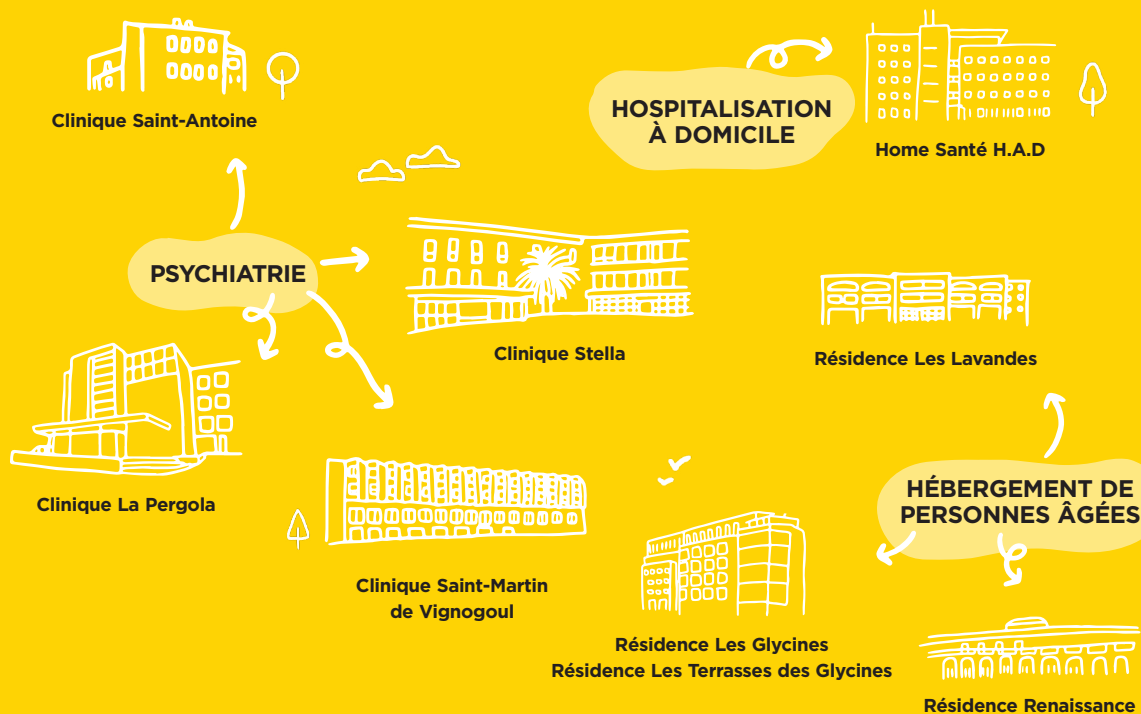 Clinique Saint-Antoine
HOSPITALISATION
À DOMICILE
Home Santé H.A.D
PSYCHIATRIE
Clinique Stella
Résidence Les Lavandes
Clinique La Pergola
HÉBERGEMENT DE
PERSONNES ÂGÉES
Clinique Saint-Martin
de Vignogoul
Résidence Les Glycines
Résidence Les Terrasses des Glycines
Résidence Renaissance